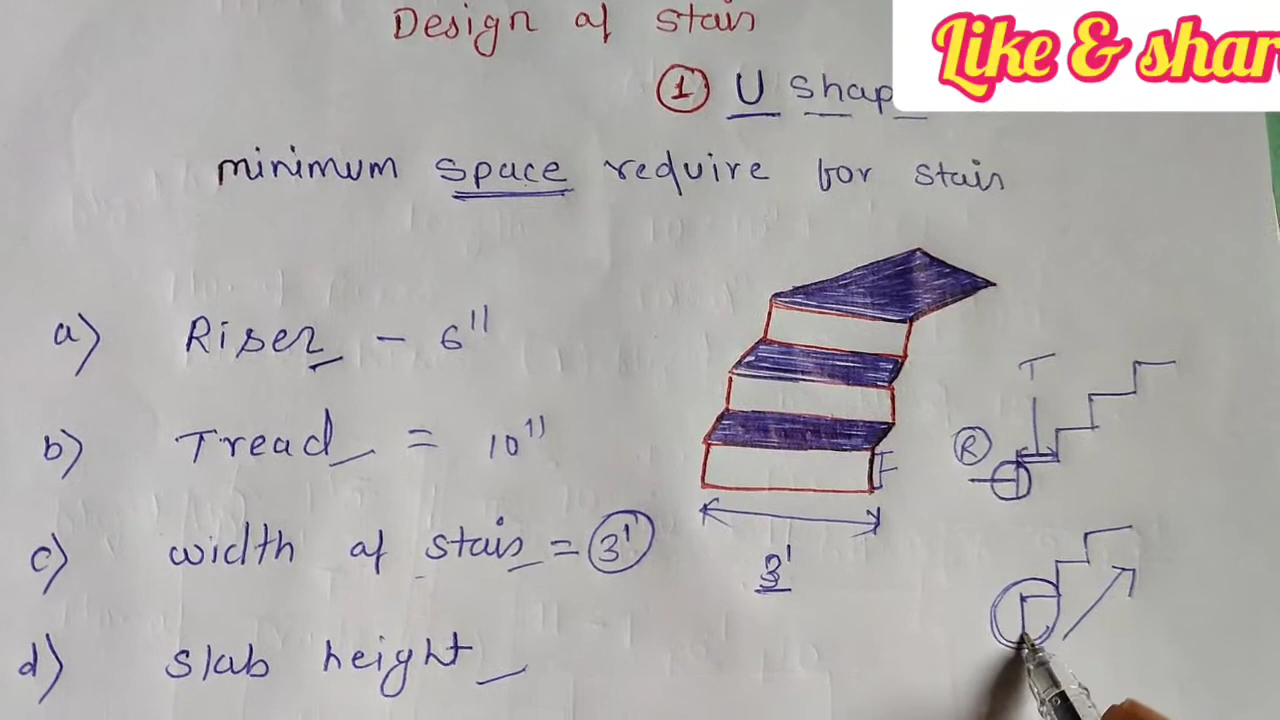 Design of stair
Like & shar
① U shap
minimum space require for stair
a) Riser - 6"
b) Tread = 10"
c) width of stair = 3'
d) slab height
3'
T
R